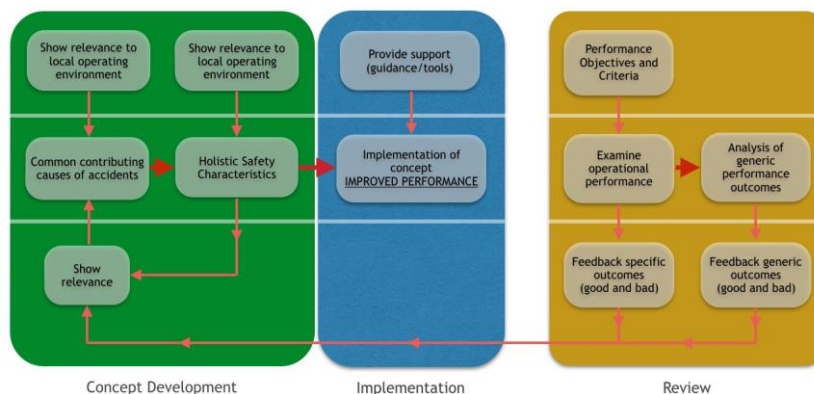 Show relevance to
local operating
environment
Show relevance to
local operating
environment
Provide support
(guidance/tools)
Performance
Objectives and
Criteria
Common contributing
causes of accidents
Holistic Safety
Characteristics
Implementation of
concept
IMPROVED PERFORMANCE
Examine
operational
performance
Analysis of
generic
performance
outcomes
Show
relevance
Feedback specific
outcomes
(good and bad)
Feedback generic
outcomes
(good and bad)
Concept Development
Implementation
Review